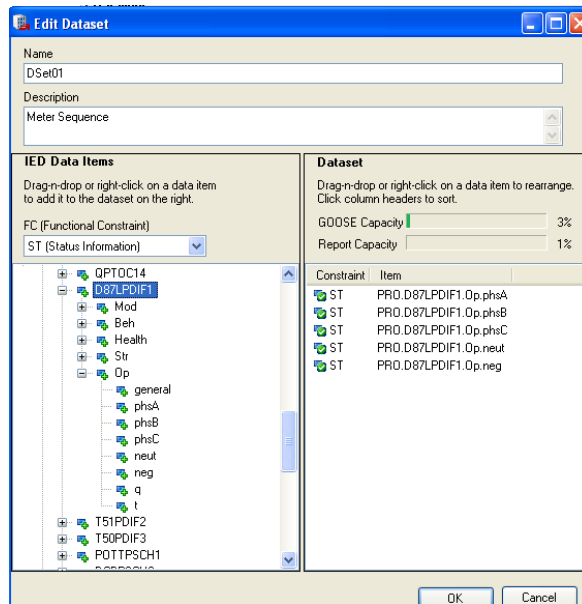 Edit Dataset
Name
DSet01
Description
Meter Sequence
IED Data Items
Drag-n-drop or right-click on a data item
to add it to the dataset on the right.
FC (Functional Constraint)
ST (Status Information)
QPTOC14
D87LPDIF1
Mod
Beh
Health
Str
Op
general
phsA
phsB
phsC
neut
neg
q
t
T51PDIF2
T50PDIF3
POTTPSCH1
Dataset
Drag-n-drop or right-click on a data item to rearrange.
Click column headers to sort.
GOOSE Capacity 3%
Report Capacity 1%
Constraint Item
ST PRO.D87LPDIF1.Op.phsA
ST PRO.D87LPDIF1.Op.phsB
ST PRO.D87LPDIF1.Op.phsC
ST PRO.D87LPDIF1.Op.neut
ST PRO.D87LPDIF1.Op.neg
OK Cancel